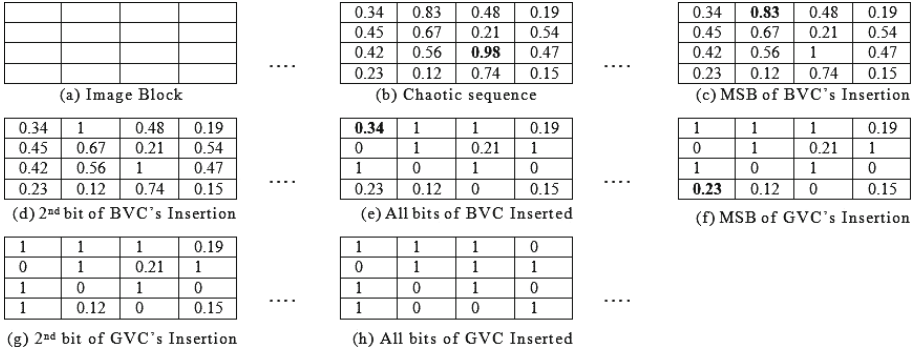 0.34 0.83 0.48 0.19
0.45 0.67 0.21 0.54
0.42 0.56 0.98 0.47
0.23 0.12 0.74 0.15
0.34 0.83 0.48 0.19
0.45 0.67 0.21 0.54
0.42 0.56 1 0.47
0.23 0.12 0.74 0.15
.... ....
(a) Image Block
(b) Chaotic sequence
(c) MSB of BVC's Insertion
0.34 1 0.48 0.19
0.45 0.67 0.21 0.54
0.42 0.56 1 0.47
0.23 0.12 0.74 0.15
....
0.34 1 1 0.19
0 1 0.21 1
1 0 1 0
0.23 0.12 0 0.15
....
1 1 1 0.19
0 1 0.21 1
1 0 1 0
0.23 0.12 0 0.15
(d) 2nd bit of BVC's Insertion
(e) All bits of BVC Inserted
(f) MSB of GVC's Insertion
1 1 1 0.19
0 1 0.21 1
1 0 1 0
1 0.12 0 0.15
....
1 1 1 0
0 1 1 1
1 0 1 0
1 0 0 1
....
(g) 2nd bit of GVC's Insertion
(h) All bits of GVC Inserted